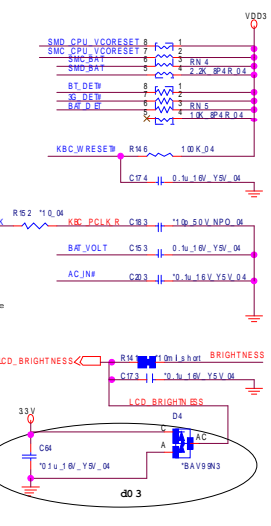 VDD3
SMD_CPU_VCORESET 8 1
SMC_CPU_VCORESET 7 2
SMC_BAT 6 3 RN4
SMD_BAT 5 4 2.2K_8P4R_04
BT_DET# 8 1
3G_DET# 7 2
BAT_DET 6 3 RN5
5 4 10K_8P4R_04
KBC_WRESET# R146 100K_04
C174 0.1u_16V_Y5V_04
R152 *10_04 KBC_PCLK_R C183 *10p_50V_NPO_04
BAT_VOLT C153 0.1u_16V_Y5V_04
AC_IN# C203 *0.1u_16V_Y5V_04
e
LCD_BRIGHTNESS R141 *10mil_short BRIGHTNESS
C173 *0.1u_16V_Y5V_04
LCD_BRIGHTNESS
3.3V
D4
C AC
C64 A
*0.1u_16V_Y5V_04 *BAV99N3
d03